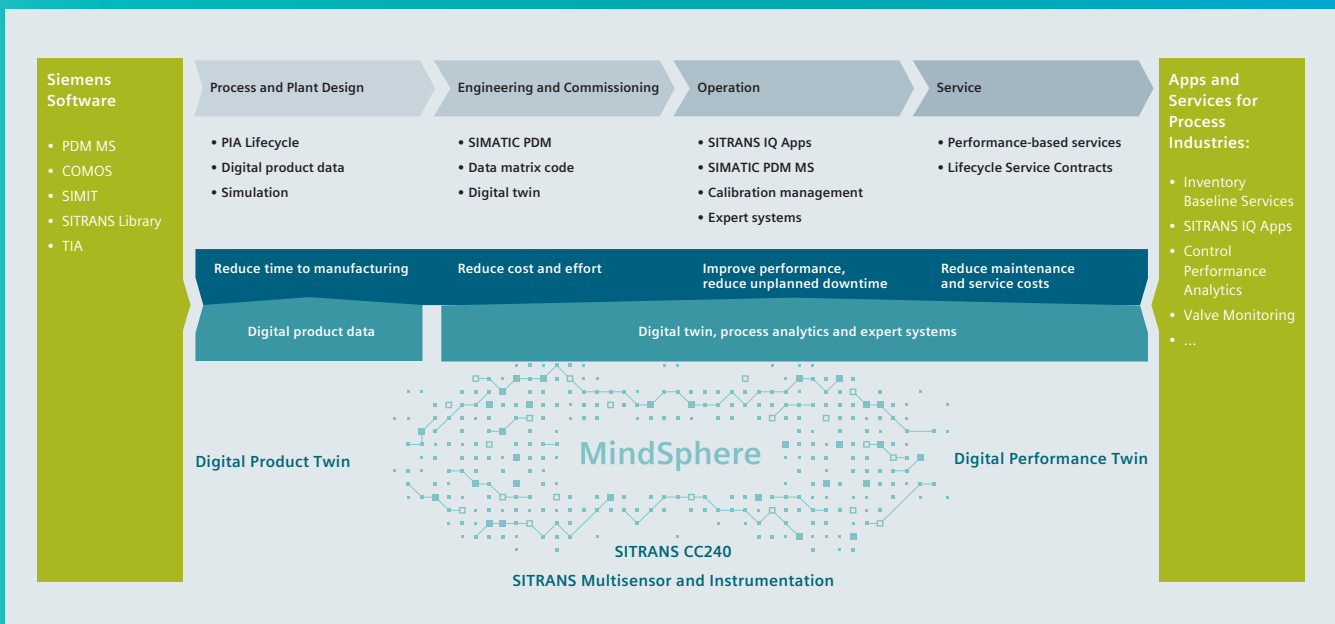 Siemens
Software
• PDM MS
• COMOS
• SIMIT
• SITRANS Library
• TIA
Process and Plant Design
• PIA Lifecycle
• Digital product data
• Simulation
Engineering and Commissioning
• SIMATIC PDM
• Data matrix code
• Digital twin
Operation
• SITRANS IQ Apps
• SIMATIC PDM MS
• Calibration management
• Expert systems
Service
• Performance-based services
• Lifecycle Service Contracts
Reduce time to manufacturing
Reduce cost and effort
Improve performance,
reduce unplanned downtime
Reduce maintenance
and service costs
Digital product data
Digital twin, process analytics and expert systems
MindSphere
Digital Product Twin
Digital Performance Twin
SITRANS CC240
SITRANS Multisensor and Instrumentation
Apps and
Services for
Process
Industries:
• Inventory
Baseline Services
• SITRANS IQ Apps
• Control
Performance
Analytics
• Valve Monitoring
• ...